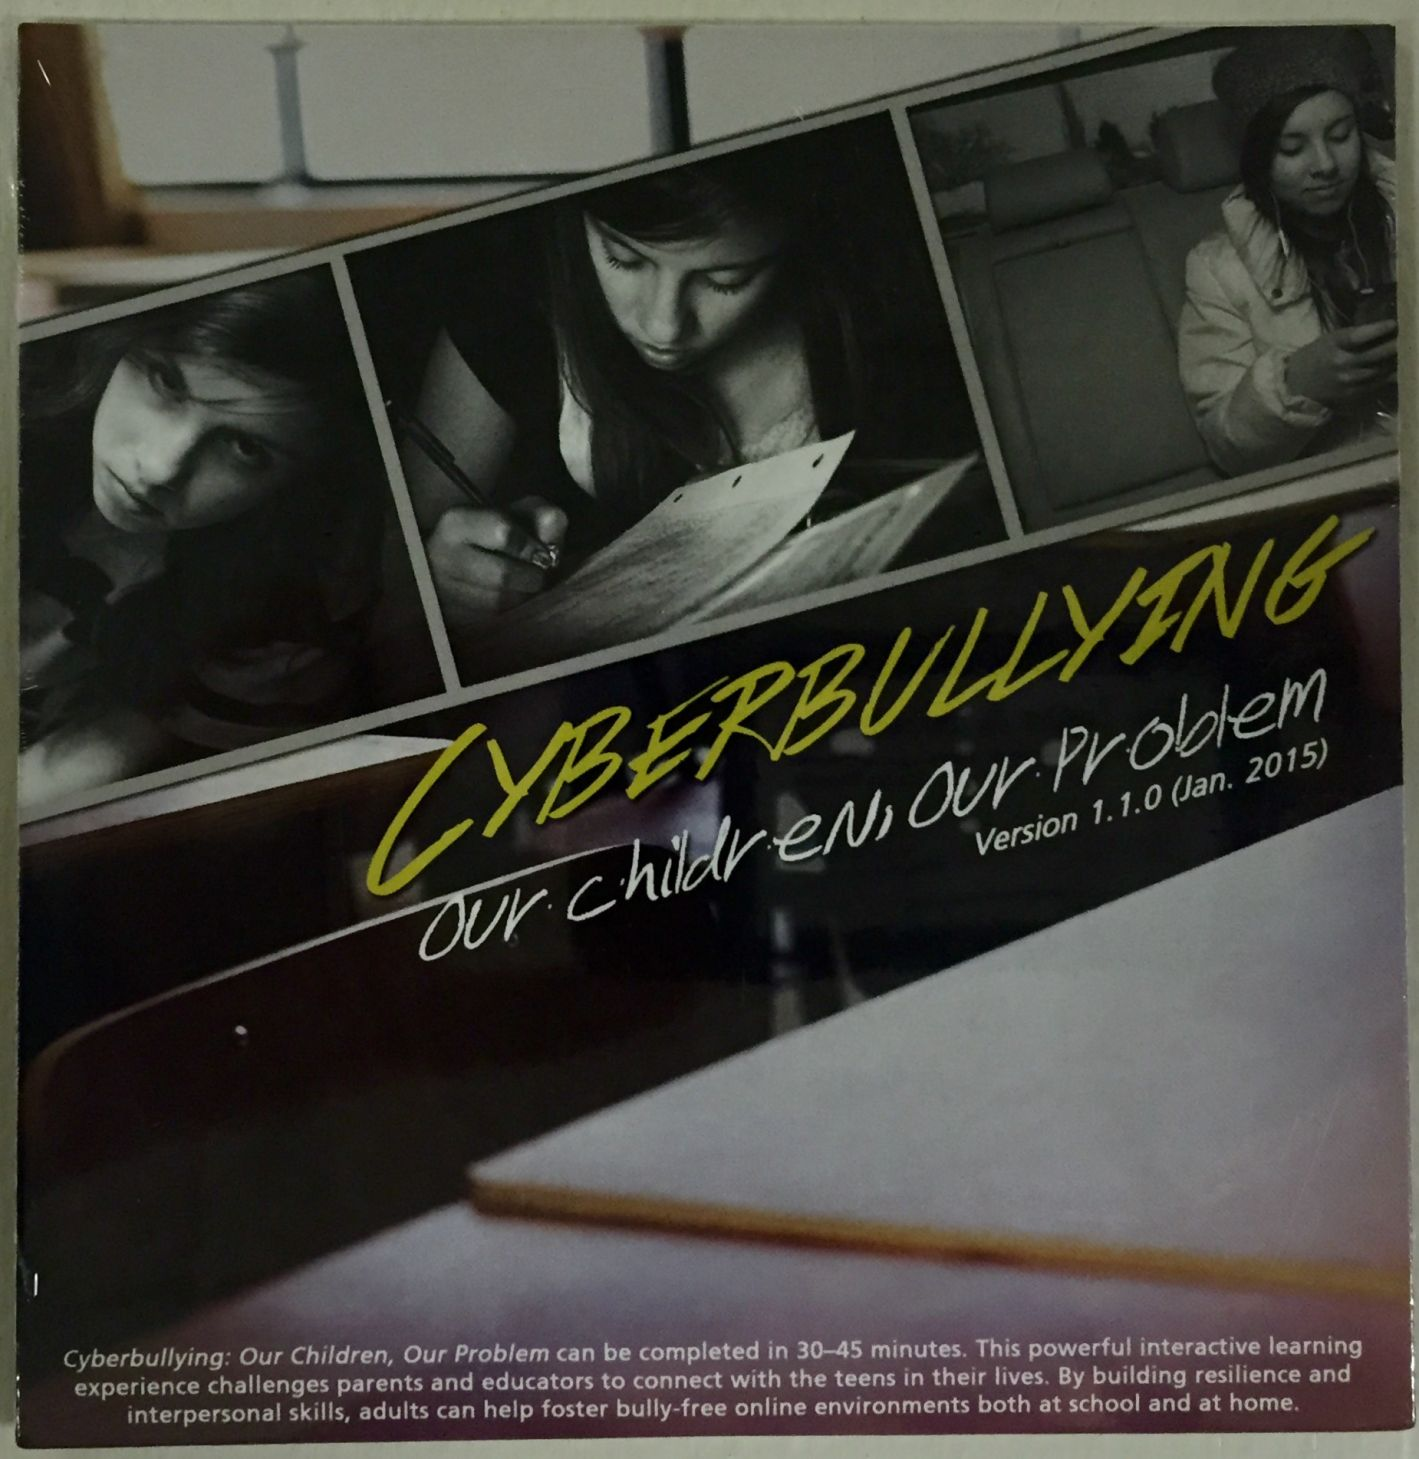 CYBERBULLYING
Our Children, Our Problem
Version 1.1.0 (Jan. 2015)
Cyberbullying: Our Children, Our Problem can be completed in 30–45 minutes. This powerful interactive learning
experience challenges parents and educators to connect with the teens in their lives. By building resilience and
interpersonal skills, adults can help foster bully-free online environments both at school and at home.